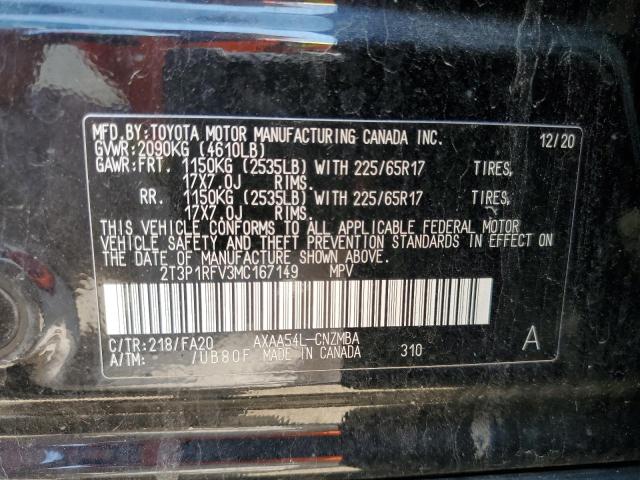 MFD.BY:TOYOTA MOTOR MANUFACTURING CANADA INC. 12/20
GVWR:2090KG (4610LB)
GAWR:FRT. 1150KG (2535LB) WITH 225/65R17 TIRES,
17X7.0J RIMS.
RR. 1150KG (2535LB) WITH 225/65R17 TIRES,
17X7.0J RIMS.
THIS VEHICLE CONFORMS TO ALL APPLICABLE FEDERAL MOTOR
VEHICLE SAFETY AND THEFT PREVENTION STANDARDS IN EFFECT ON
THE DATE OF MANUFACTURE SHOWN ABOVE.
2T3P1RFV3MC167149 MPV
C/TR:218/FA20 AXAA54L-CNZMBA A
A/TM: /UB80F MADE IN CANADA 310